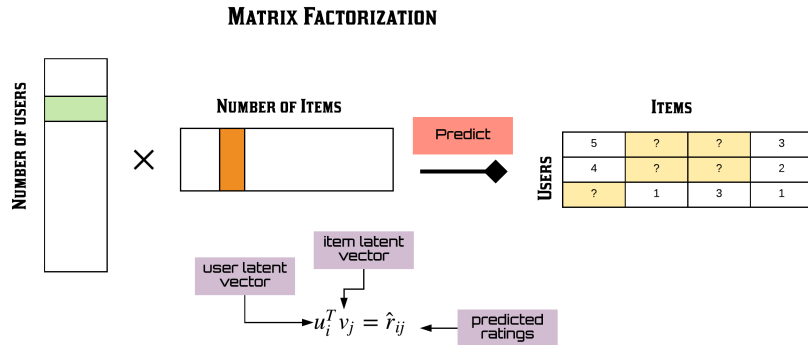 MATRIX FACTORIZATION
NUMBER OF USERS
×
NUMBER OF ITEMS
Predict
ITEMS
USERS
5 ? ? 3
4 ? ? 2
? 1 3 1
item latent
vector
user latent
vector
u_i^T v_j = r̂_ij
predicted
ratings